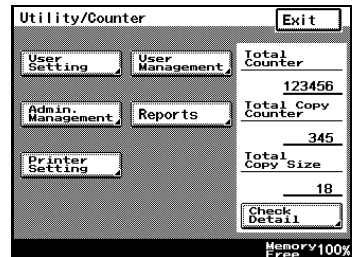 Utility/Counter
Exit
User
Setting
User
Management
Admin.
Management
Reports
Printer
Setting
Total
Counter
123456
Total Copy
Counter
345
Total
Copy Size
18
Check
Detail
Memory
Free
100%